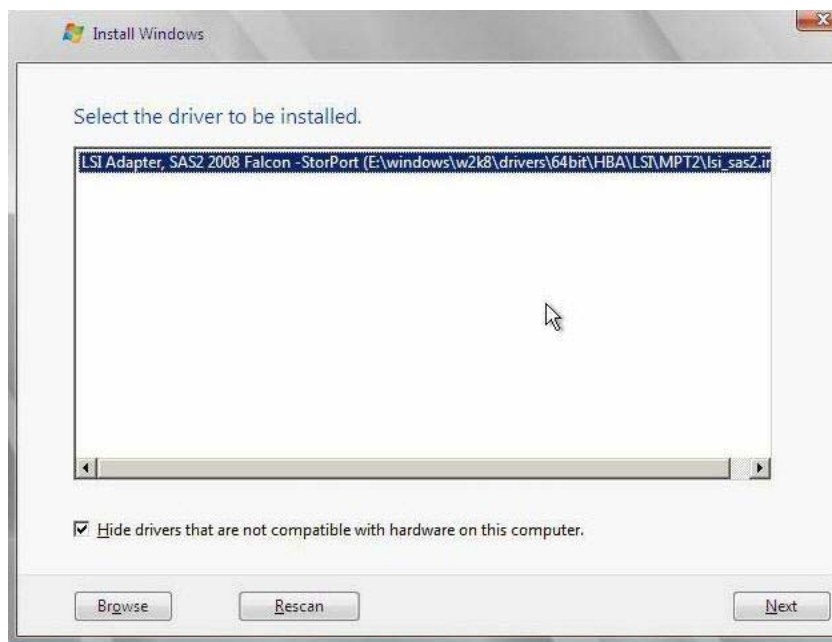 Install Windows
Select the driver to be installed.
LSI Adapter, SAS2 2008 Falcon -StorPort (E:\windows\w2k8\drivers\64bit\HBA\LSI\MPT2\lsi_sas2.in
Hide drivers that are not compatible with hardware on this computer.
Browse
Rescan
Next